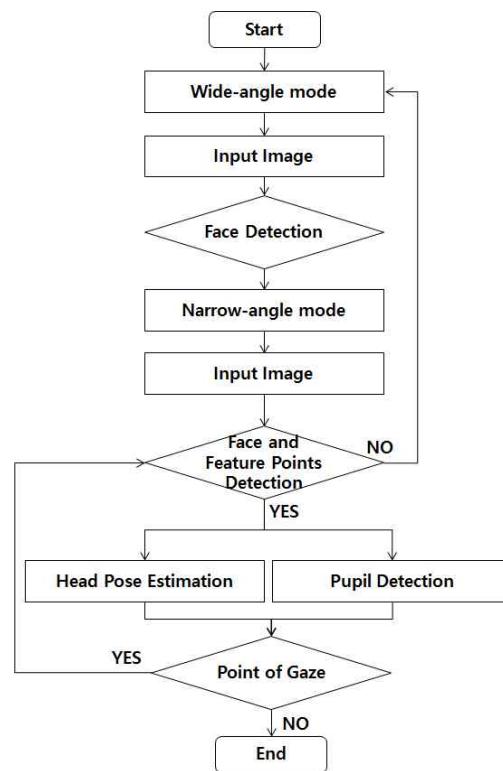 Start
Wide-angle mode
Input Image
Face Detection
Narrow-angle mode
Input Image
Face and
Feature Points
Detection
NO
YES
Head Pose Estimation
Pupil Detection
YES
Point of Gaze
NO
End